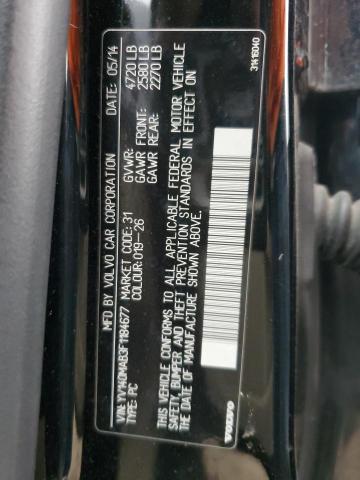 MFD BY VOLVO CAR CORPORATION DATE: 05/14
VIN: YV140MAB3F1184677 MARKET CODE: 31 GVWR: 4720 LB
TYPE: PC COLOUR: 019-26 GAWR FRONT: 2580 LB
GAWR REAR: 2270 LB
THIS VEHICLE CONFORMS TO ALL APPLICABLE FEDERAL MOTOR VEHICLE
SAFETY, BUMPER AND THEFT PREVENTION STANDARDS IN EFFECT ON
THE DATE OF MANUFACTURE SHOWN ABOVE.
VOLVO
31416040